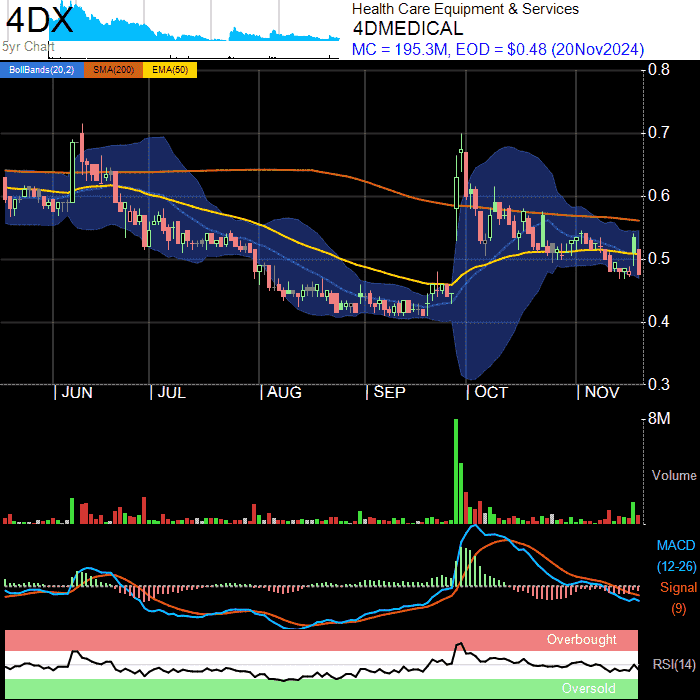 4DX
5yr Chart
Health Care Equipment & Services
4DMEDICAL
MC = 195.3M, EOD = $0.48 (20Nov2024)
BollBands(20,2) SMA(200) EMA(50)
0.8
0.7
0.6
0.5
0.4
0.3
| JUN | JUL | AUG | SEP | OCT | NOV
8M
Volume
MACD
(12-26)
Signal
(9)
Overbought
RSI(14)
Oversold